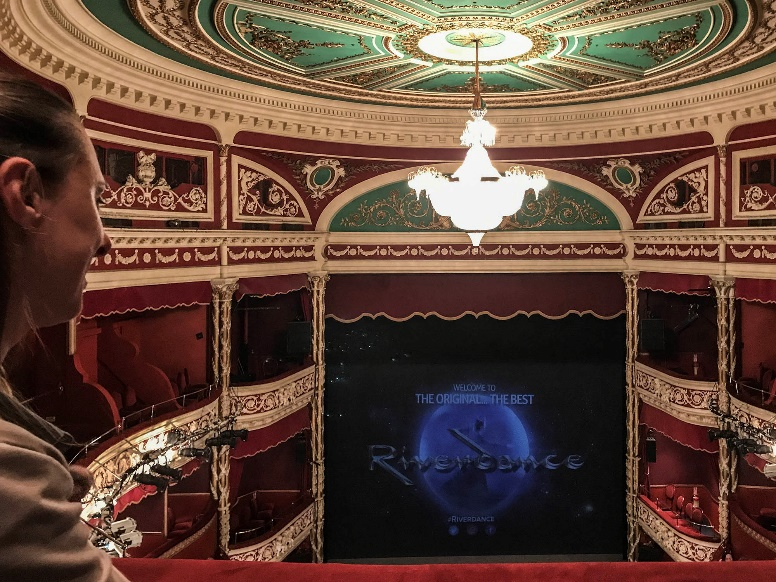 WELCOME TO
THE ORIGINAL... THE BEST
Riverdance
#RIVERDANCE